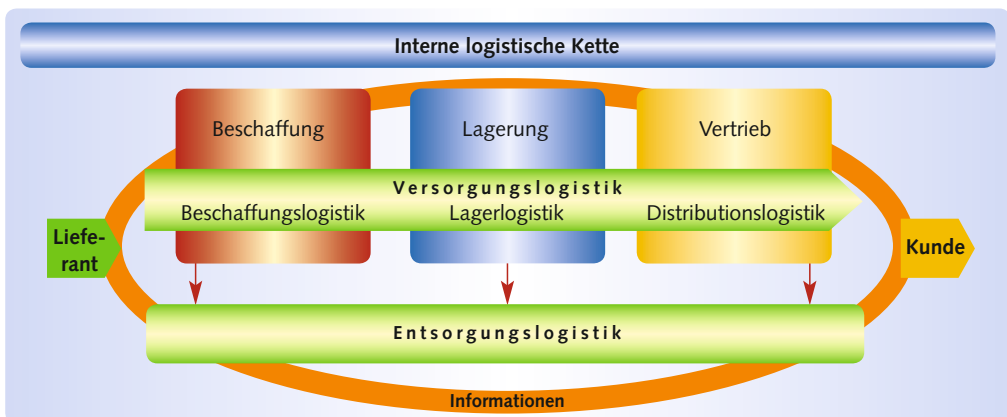 Interne logistische Kette
Beschaffung
Lagerung
Vertrieb
Versorgungslogistik
Beschaffungslogistik
Lagerlogistik
Distributionslogistik
Liefe-
rant
Kunde
Entsorgungslogistik
Informationen